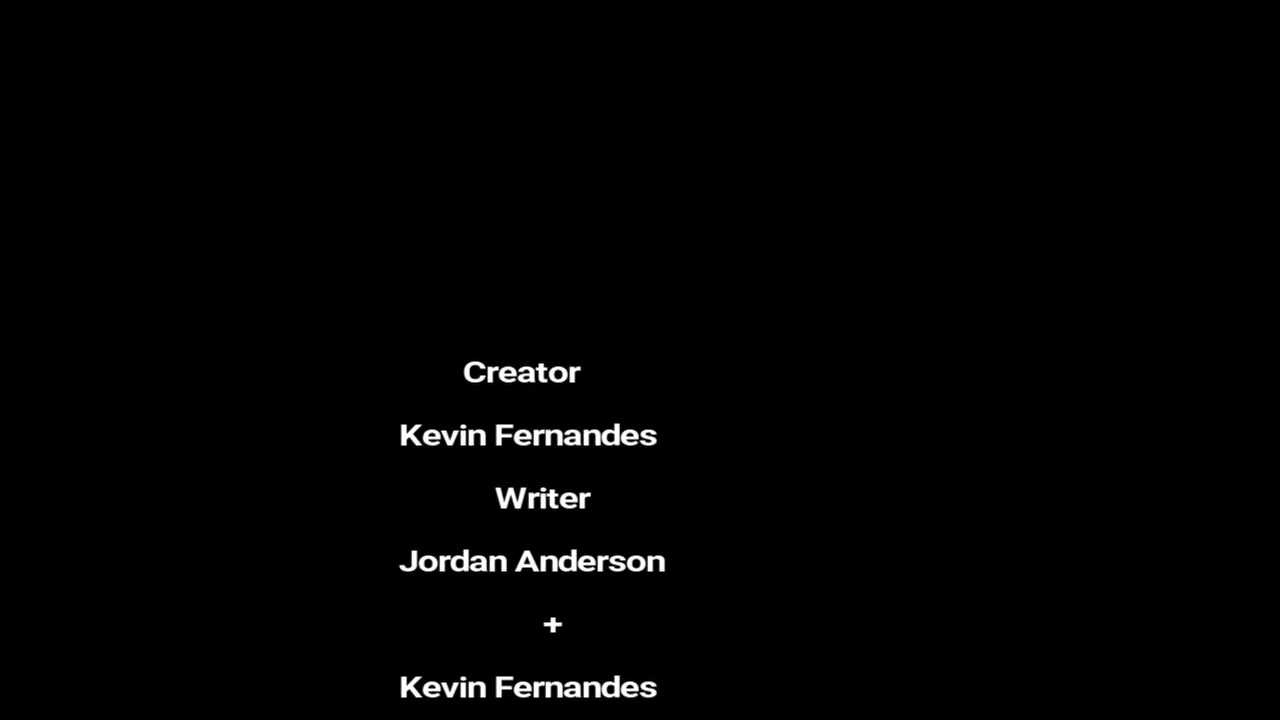 Creator
Kevin Fernandes
Writer
Jordan Anderson
+
Kevin Fernandes